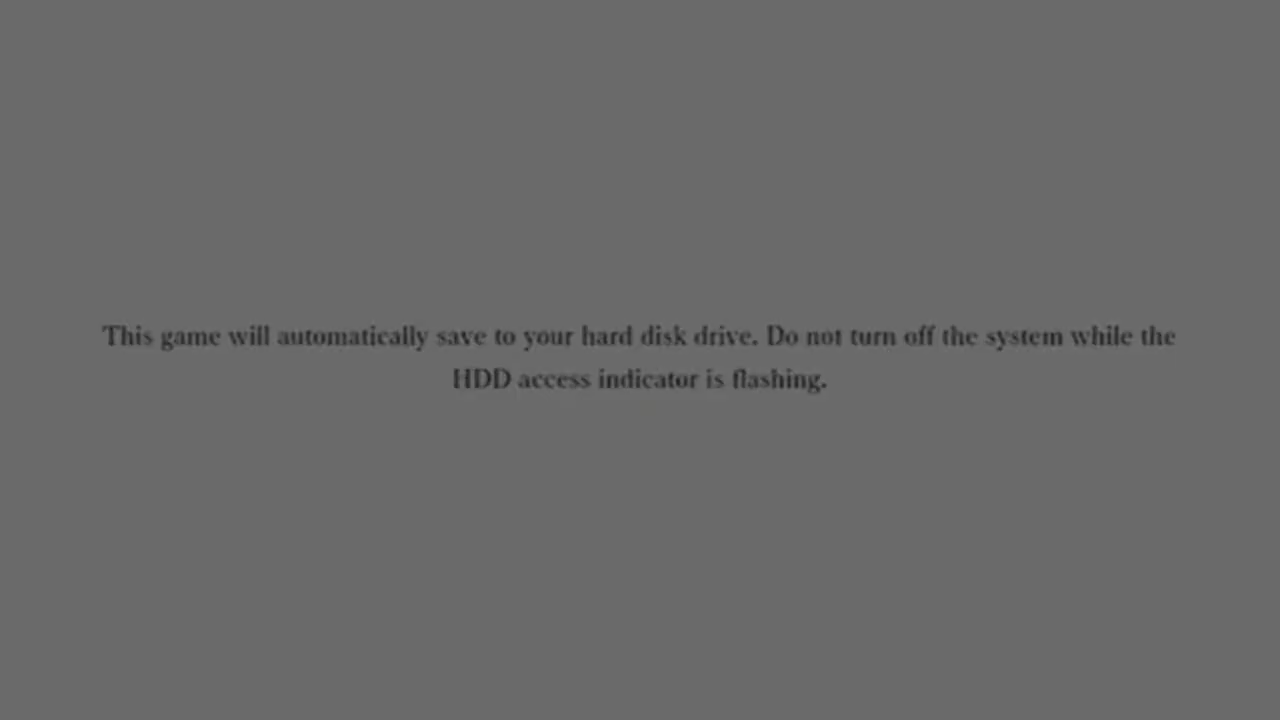 This game will automatically save to your hard disk drive. Do not turn off the system while the
HDD access indicator is flashing.